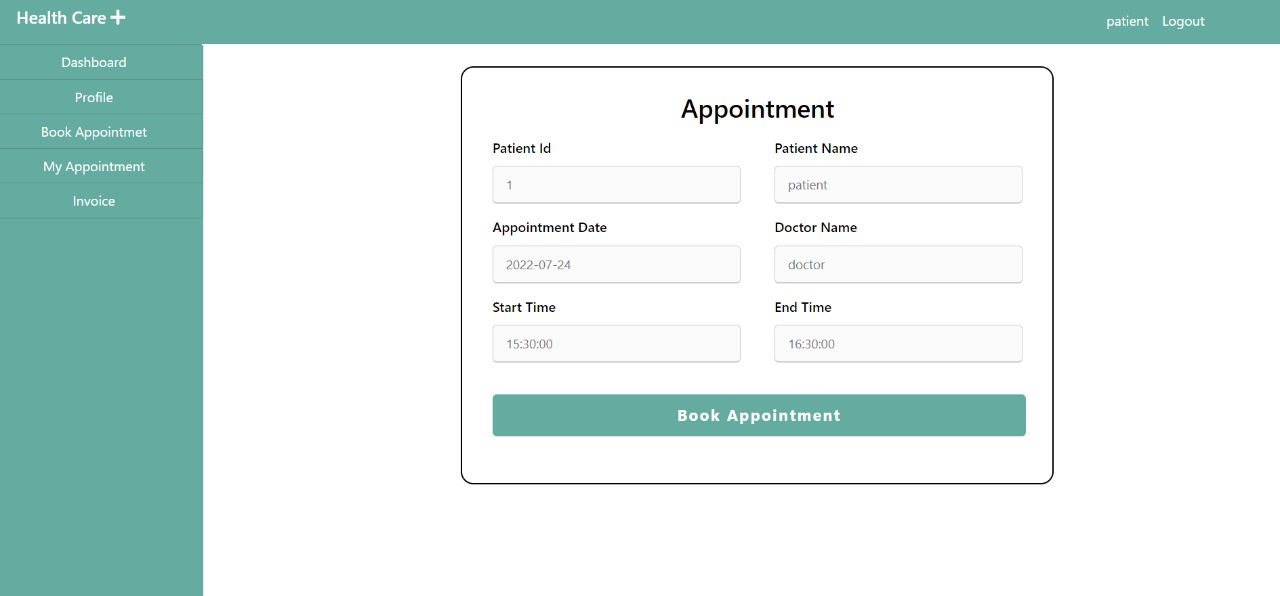 Health Care
patient Logout
Dashboard
Profile
Book Appointmet
My Appointment
Invoice
Appointment
Patient Id Patient Name
1 patient
Appointment Date Doctor Name
2022-07-24 doctor
Start Time End Time
15:30:00 16:30:00
Book Appointment